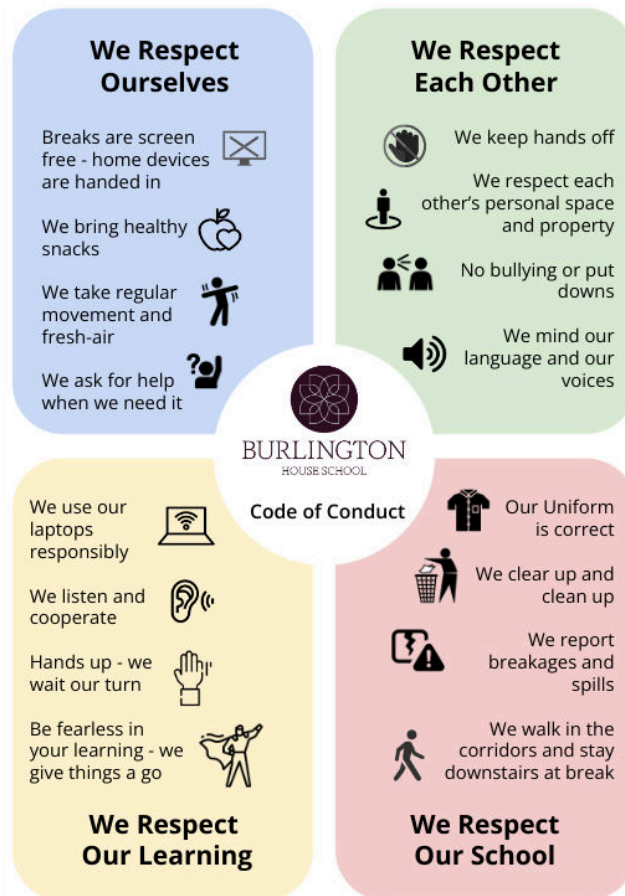 We Respect
Ourselves
Breaks are screen
free - home devices
are handed in
We bring healthy
snacks
We take regular
movement and
fresh-air
?
We ask for help
when we need it
We Respect
Each Other
We keep hands off
We respect each
other's personal space
and property
No bullying or put
downs
We mind our
language and our
voices
BURLINGTON
HOUSE SCHOOL
Code of Conduct
We use our
laptops
responsibly
We listen and
cooperate
Hands up - we
wait our turn
Be fearless in
your learning - we
give things a go
We Respect
Our Learning
Our Uniform
is correct
We clear up and
clean up
We report
breakages and
spills
We walk in the
corridors and stay
downstairs at break
We Respect
Our School